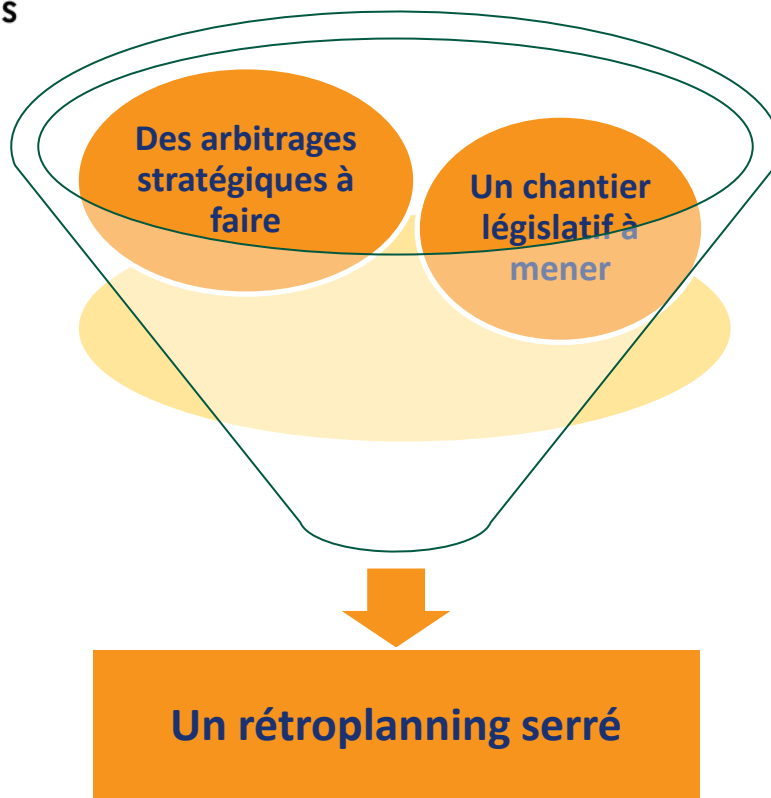 s
Des arbitrages
stratégiques à
faire
Un chantier
législatif à
mener
Un rétroplanning serré